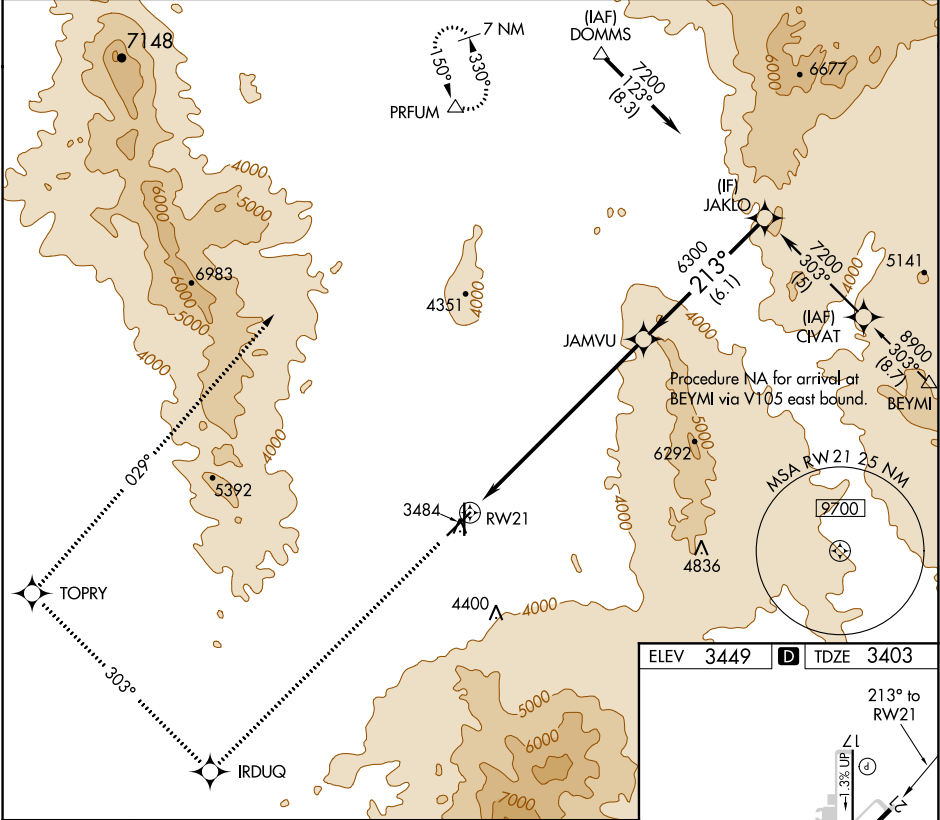 7148
7 NM
330°
150°
PRFUM
(IAF)
DOMMS
7200
123°
(8.3)
6000
6677
4000
5000
6000
6983
6000
5000
4000
4351
4000
(IF)
JAKLO
6300
213°
(6.1)
7200
303°
(5)
4000
5141
(IAF)
CIVAT
8900
303°
(8.7)
BEYMI
JAMVU
4000
Procedure NA for arrival at
BEYMI via V105 east bound.
5000
6292
029°
4000
5392
3484
RW21
4000
4836
MSA RW21 25 NM
9700
TOPRY
4400
4000
303°
IRDUQ
5000
6000
7000
ELEV 3449
D
TDZE 3403
213° to
RW21
17
P
1.3% UP
21